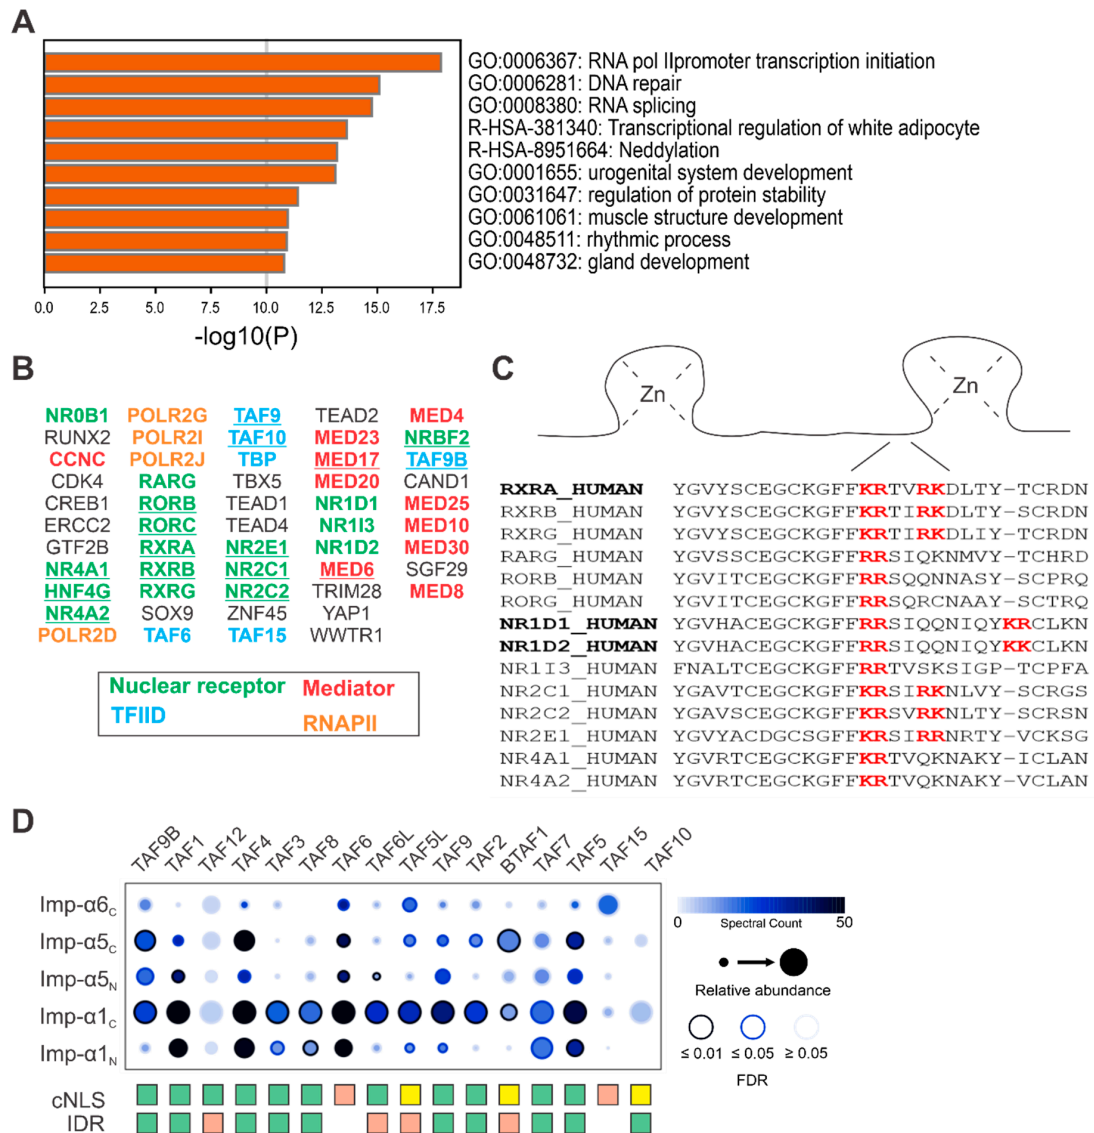 A
GO:0006367: RNA pol IIpromoter transcription initiation
GO:0006281: DNA repair
GO:0008380: RNA splicing
R-HSA-381340: Transcriptional regulation of white adipocyte
R-HSA-8951664: Neddylation
GO:0001655: urogenital system development
GO:0031647: regulation of protein stability
GO:0061061: muscle structure development
GO:0048511: rhythmic process
GO:0048732: gland development
0.0 2.5 5.0 7.5 10.0 12.5 15.0 17.5
-log10(P)
B
NR0B1 POLR2G TAF9 TEAD2 MED4
RUNX2 POLR2I TAF10 MED23 NRBF2
CCNC POLR2J TBP MED17 TAF9B
CDK4 RARG TBX5 MED20 CAND1
CREB1 RORB TEAD1 NR1D1 MED25
ERCC2 RORC TEAD4 NR1I3 MED10
GTF2B RXRA NR2E1 NR1D2 MED30
NR4A1 RXRB NR2C1 MED6 SGF29
HNF4G RXRG NR2C2 TRIM28 MED8
NR4A2 SOX9 ZNF45 YAP1
POLR2D TAF6 TAF15 WWTR1
Nuclear receptor Mediator
TFIID
RNAPII
C
Zn Zn
RXRA_HUMAN YGVYSCEGCKGFFKRTVRKDLTY-TCRDN
RXRB_HUMAN YGVYSCEGCKGFFKRTIRKDLTY-SCRDN
RXRG_HUMAN YGVYSCEGCKGFFKRTIRKDLTY-TCRDN
RARG_HUMAN YGVSSCEGCKGFFRRSIQKNMVY-TCHRD
RORB_HUMAN YGVITCEGCKGFFRRSQQNNASY-SCPRQ
RORG_HUMAN YGVITCEGCKGFFRRSQRCNAAY-SCTRQ
NR1D1_HUMAN YGVHACEGCKGFFRRSIQQNIQYKRCLKN
NR1D2_HUMAN YGVHACEGCKGFFRRSIQQNIQYKKCLKN
NR1I3_HUMAN FNALTCEGCKGFFRRTVSKSIGP-TCPFA
NR2C1_HUMAN YGAVTCEGCKGFFKRSIRKNLVY-SCRGS
NR2C2_HUMAN YGAVSCEGCKGFFKRSVRKNLTY-SCRSN
NR2E1_HUMAN YGVYACDGCSGFFKRSIRRNRTY-VCKSG
NR4A1_HUMAN YGVRTCEGCKGFFKRTVQKNAKY-ICLAN
NR4A2_HUMAN YGVRTCEGCKGFFKRTVQKNAKY-VCLAN
D
TAF9B TAF1 TAF12 TAF4 TAF3 TAF8 TAF6 TAF6L TAF5L TAF9 TAF2 BTAF1 TAF7 TAF5 TAF15 TAF10
Imp-α6C
Imp-α5C
Imp-α5N
Imp-α1C
Imp-α1N
cNLS
IDR
0 Spectral Count 50
Relative abundance
≤ 0.01 ≤ 0.05 ≥ 0.05
FDR